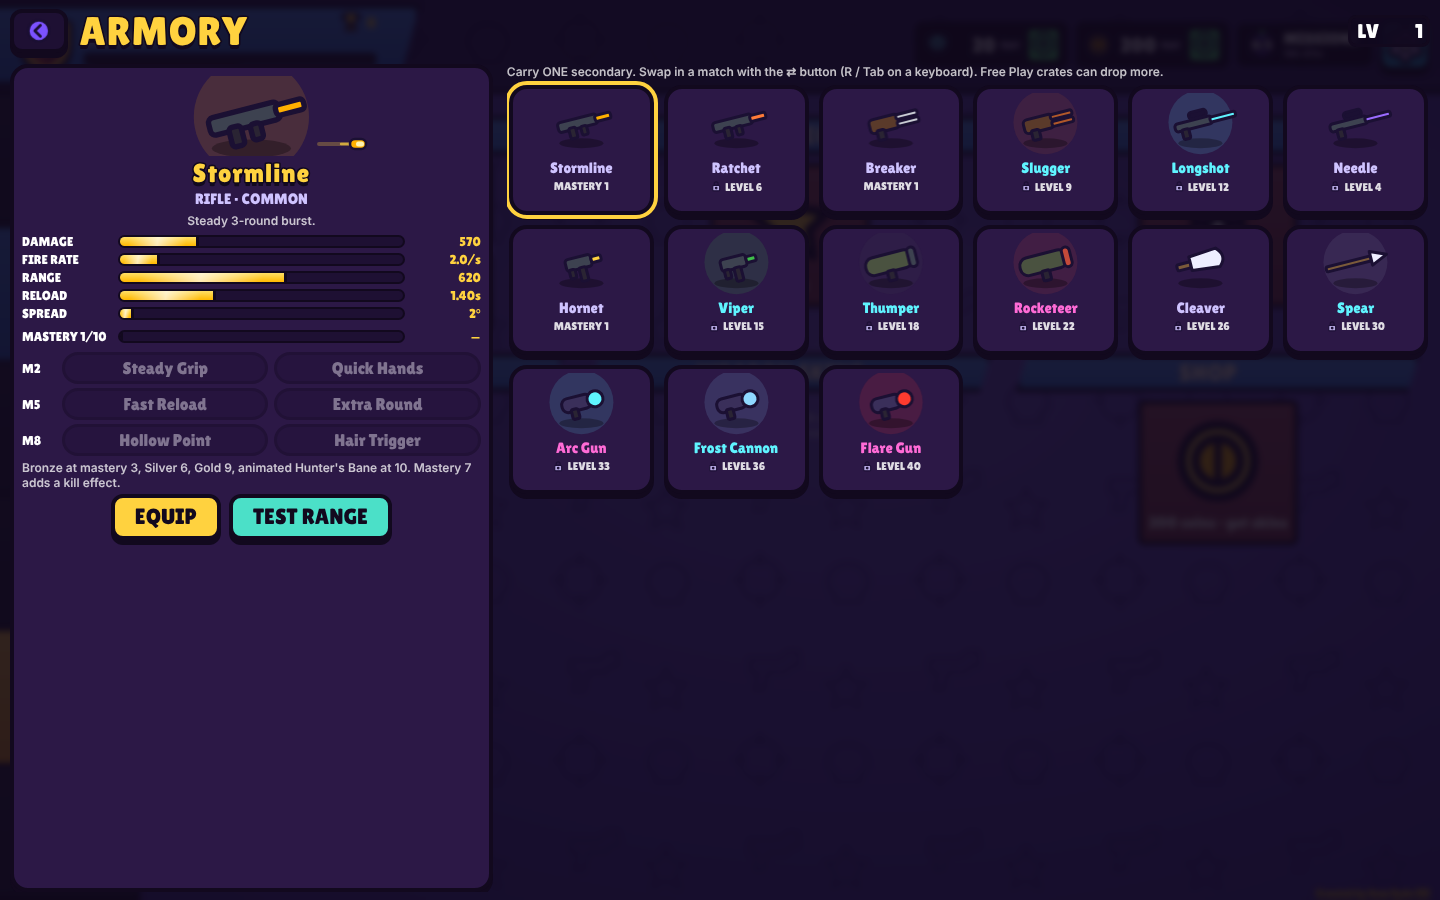 ARMORY
LV 1
Carry ONE secondary. Swap in a match with the ⇄ button (R / Tab on a keyboard). Free Play crates can drop more.
Stormline
RIFLE · COMMON
Steady 3-round burst.
DAMAGE 570
FIRE RATE 2.0/s
RANGE 620
RELOAD 1.40s
SPREAD 2°
MASTERY 1/10 –
M2 Steady Grip Quick Hands
M5 Fast Reload Extra Round
M8 Hollow Point Hair Trigger
Bronze at mastery 3, Silver 6, Gold 9, animated Hunter's Bane at 10. Mastery 7
adds a kill effect.
EQUIP TEST RANGE
Stormline Ratchet Breaker Slugger Longshot Needle
MASTERY 1 LEVEL 6 MASTERY 1 LEVEL 9 LEVEL 12 LEVEL 4
Hornet Viper Thumper Rocketeer Cleaver Spear
MASTERY 1 LEVEL 15 LEVEL 18 LEVEL 22 LEVEL 26 LEVEL 30
Arc Gun Frost Cannon Flare Gun
LEVEL 33 LEVEL 36 LEVEL 40
SHOP